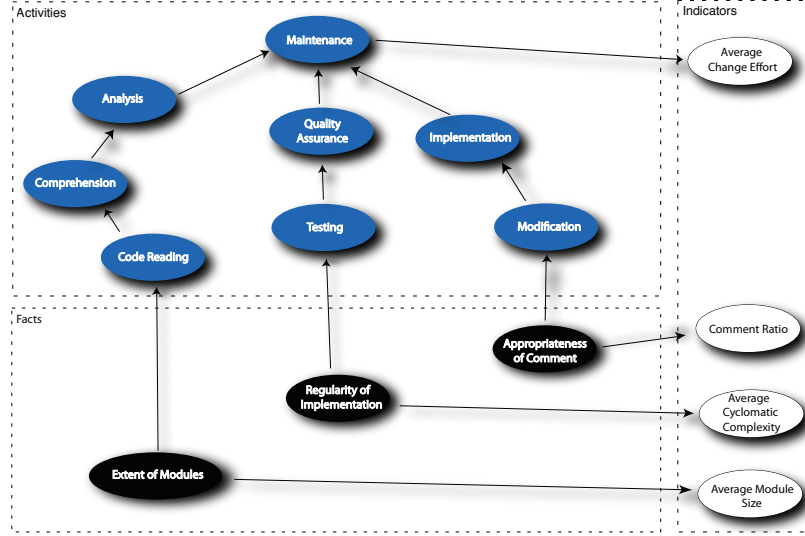 Activities
Indicators
Maintenance
Average
Change Effort
Analysis
Quality
Assurance
Implementation
Comprehension
Testing
Modification
Code Reading
Facts
Comment Ratio
Appropriateness
of Comment
Regularity of
Implementation
Average
Cyclomatic
Complexity
Extent of Modules
Average Module
Size